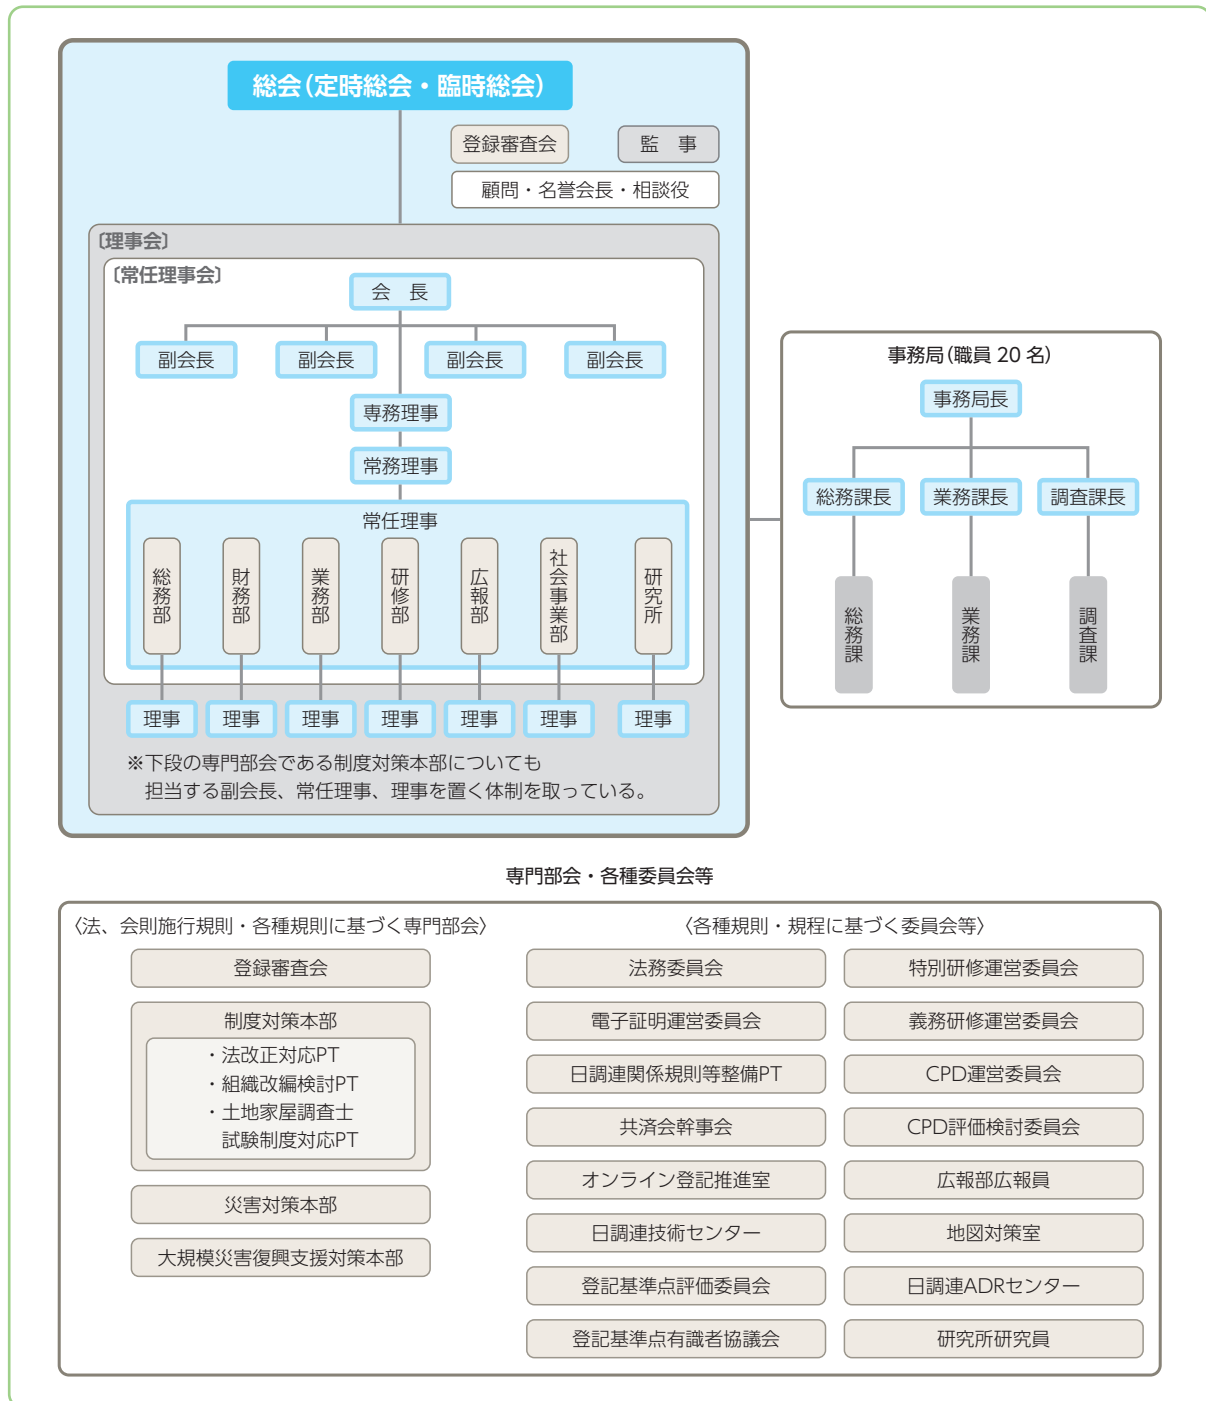 総会(定時総会・臨時総会)
登録審査会
監　事
顧問・名誉会長・相談役
〔理事会〕
〔常任理事会〕
会　長
副会長
副会長
副会長
副会長
専務理事
常務理事
常任理事
総務部
財務部
業務部
研修部
広報部
社会事業部
研究所
理事
理事
理事
理事
理事
理事
理事
※下段の専門部会である制度対策本部についても
担当する副会長、常任理事、理事を置く体制を取っている。
事務局(職員 20 名)
事務局長
総務課長
業務課長
調査課長
総務課
業務課
調査課
専門部会・各種委員会等
〈法、会則施行規則・各種規則に基づく専門部会〉
登録審査会
制度対策本部
・法改正対応PT
・組織改編検討PT
・土地家屋調査士
試験制度対応PT
災害対策本部
大規模災害復興支援対策本部
〈各種規則・規程に基づく委員会等〉
法務委員会
特別研修運営委員会
電子証明運営委員会
義務研修運営委員会
日調連関係規則等整備PT
CPD運営委員会
共済会幹事会
CPD評価検討委員会
オンライン登記推進室
広報部広報員
日調連技術センター
地図対策室
登記基準点評価委員会
日調連ADRセンター
登記基準点有識者協議会
研究所研究員